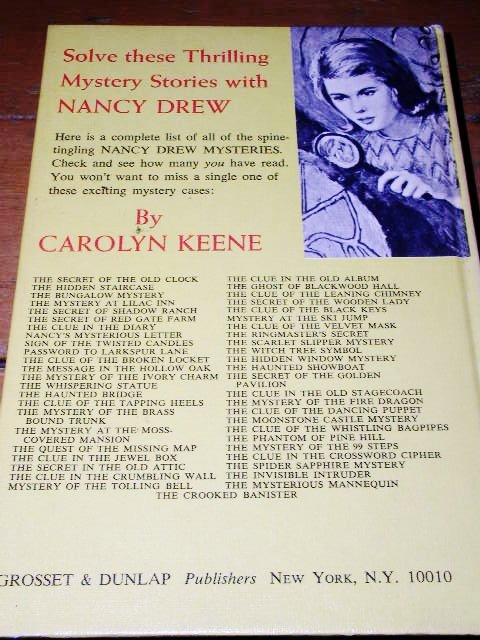 Solve these Thrilling
Mystery Stories with
NANCY DREW
Here is a complete list of all of the spine-
tingling NANCY DREW MYSTERIES.
Check and see how many you have read.
You won't want to miss a single one of
these exciting mystery cases:
By
CAROLYN KEENE
THE SECRET OF THE OLD CLOCK
THE HIDDEN STAIRCASE
THE BUNGALOW MYSTERY
THE MYSTERY AT LILAC INN
THE SECRET OF SHADOW RANCH
THE SECRET OF RED GATE FARM
THE CLUE IN THE DIARY
NANCY'S MYSTERIOUS LETTER
SIGN OF THE TWISTED CANDLES
PASSWORD TO LARKSPUR LANE
THE CLUE OF THE BROKEN LOCKET
THE MESSAGE IN THE HOLLOW OAK
THE MYSTERY OF THE IVORY CHARM
THE WHISPERING STATUE
THE HAUNTED BRIDGE
THE CLUE OF THE TAPPING HEELS
THE MYSTERY OF THE BRASS
BOUND TRUNK
THE MYSTERY AT THE MOSS-
COVERED MANSION
THE QUEST OF THE MISSING MAP
THE CLUE IN THE JEWEL BOX
THE SECRET IN THE OLD ATTIC
THE CLUE IN THE CRUMBLING WALL
MYSTERY OF THE TOLLING BELL
THE CLUE IN THE OLD ALBUM
THE GHOST OF BLACKWOOD HALL
THE CLUE OF THE LEANING CHIMNEY
THE SECRET OF THE WOODEN LADY
THE CLUE OF THE BLACK KEYS
MYSTERY AT THE SKI JUMP
THE CLUE OF THE VELVET MASK
THE RINGMASTER'S SECRET
THE SCARLET SLIPPER MYSTERY
THE WITCH TREE SYMBOL
THE HIDDEN WINDOW MYSTERY
THE HAUNTED SHOWBOAT
THE SECRET OF THE GOLDEN
PAVILION
THE CLUE IN THE OLD STAGECOACH
THE MYSTERY OF THE FIRE DRAGON
THE CLUE OF THE DANCING PUPPET
THE MOONSTONE CASTLE MYSTERY
THE CLUE OF THE WHISTLING BAGPIPES
THE PHANTOM OF PINE HILL
THE MYSTERY OF THE 99 STEPS
THE CLUE IN THE CROSSWORD CIPHER
THE SPIDER SAPPHIRE MYSTERY
THE INVISIBLE INTRUDER
THE MYSTERIOUS MANNEQUIN
THE CROOKED BANISTER
GROSSET & DUNLAP Publishers NEW YORK, N.Y. 10010